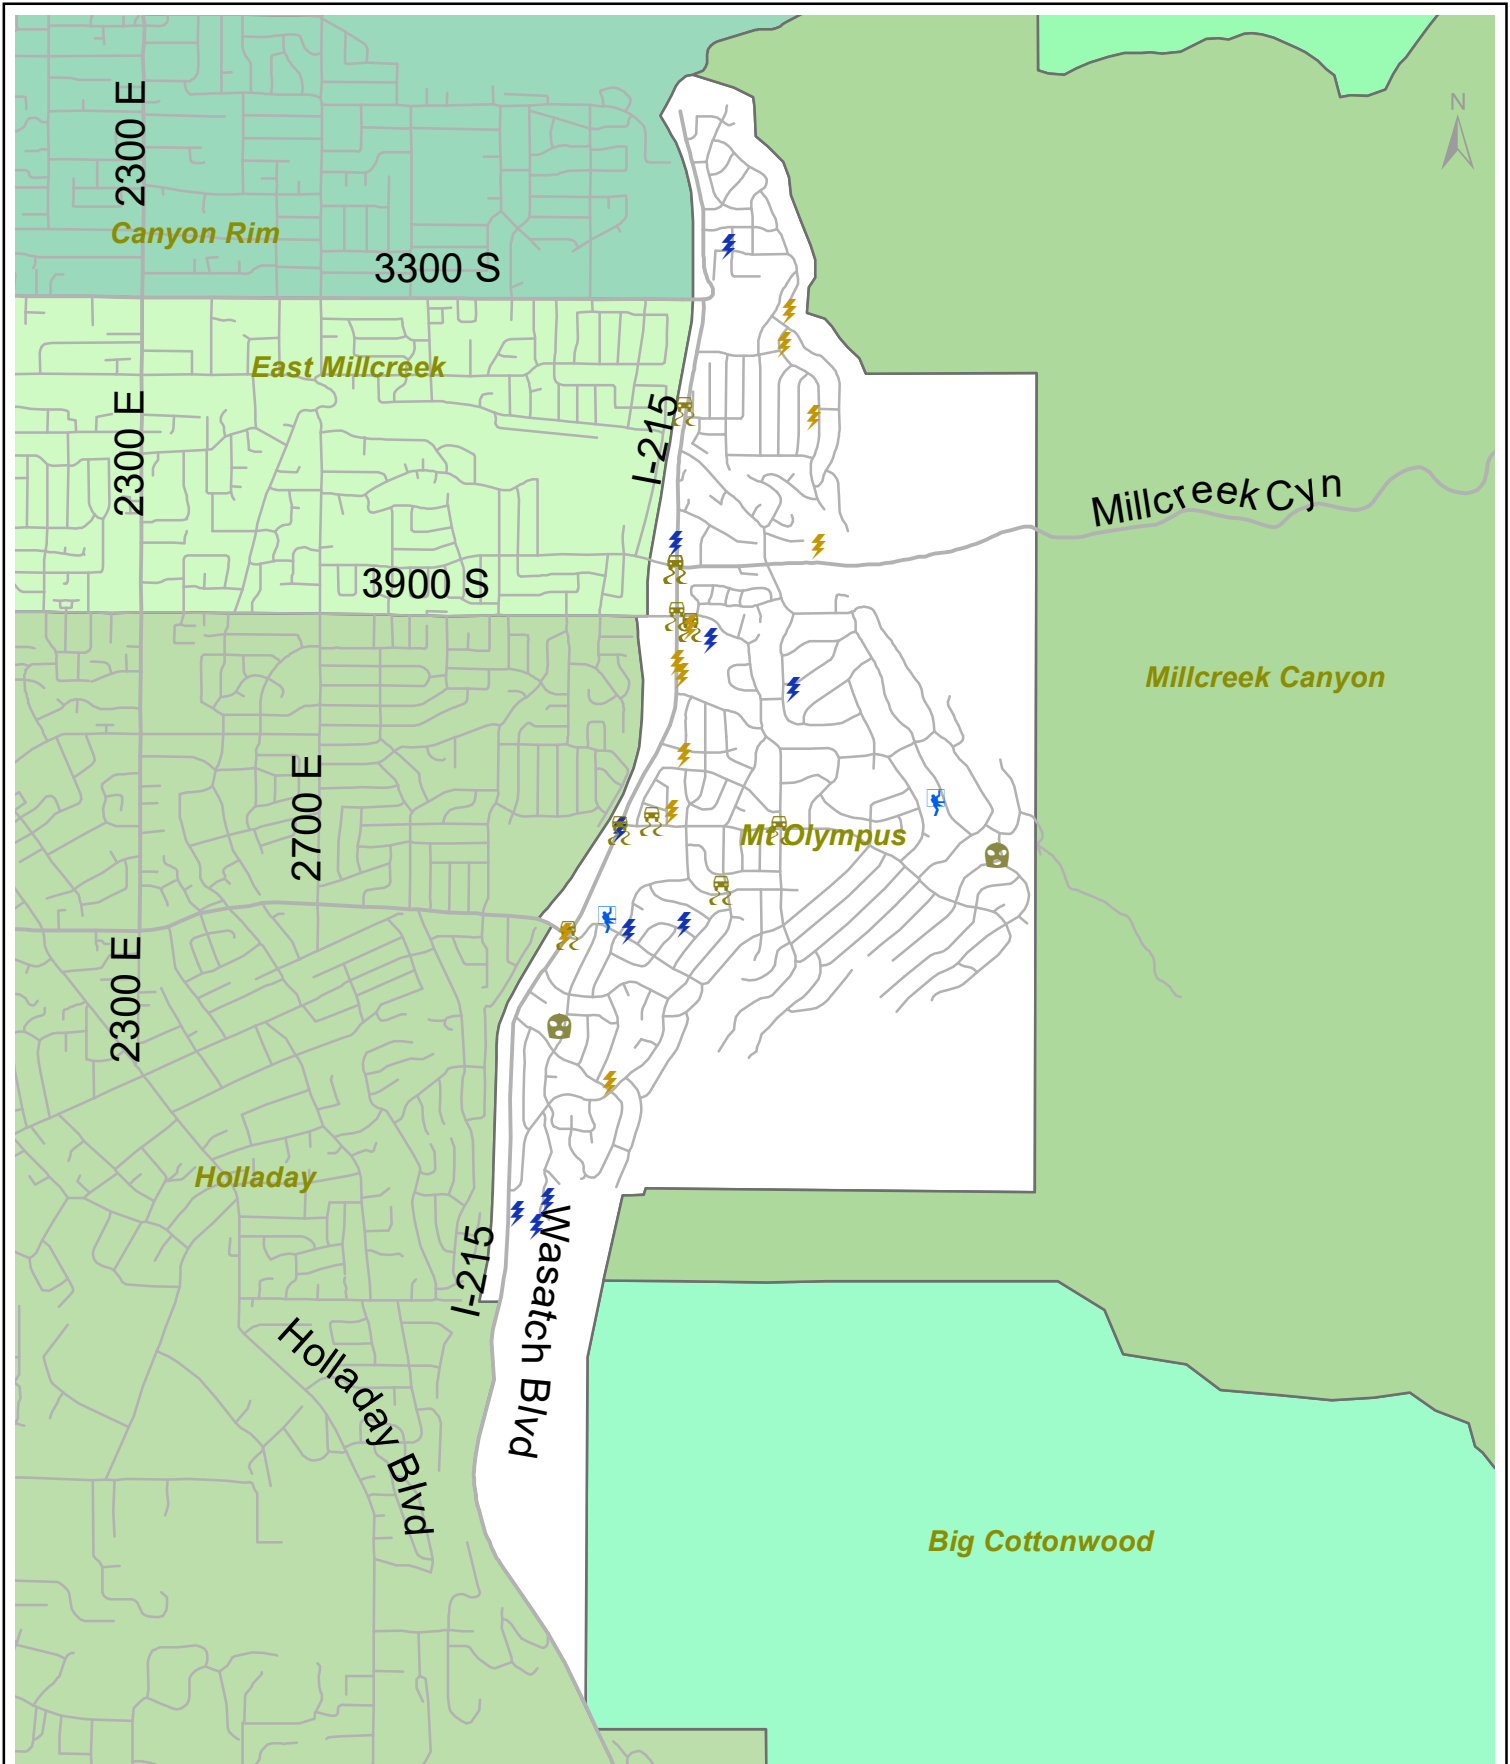 N
2300 E
Canyon Rim
3300 S
East Millcreek
2300 E
I-215
Millcreek Cyn
3900 S
Millcreek Canyon
2700 E
Mt Olympus
2300 E
Holladay
I-215
Wasatch Blvd
Holladay Blvd
Big Cottonwood